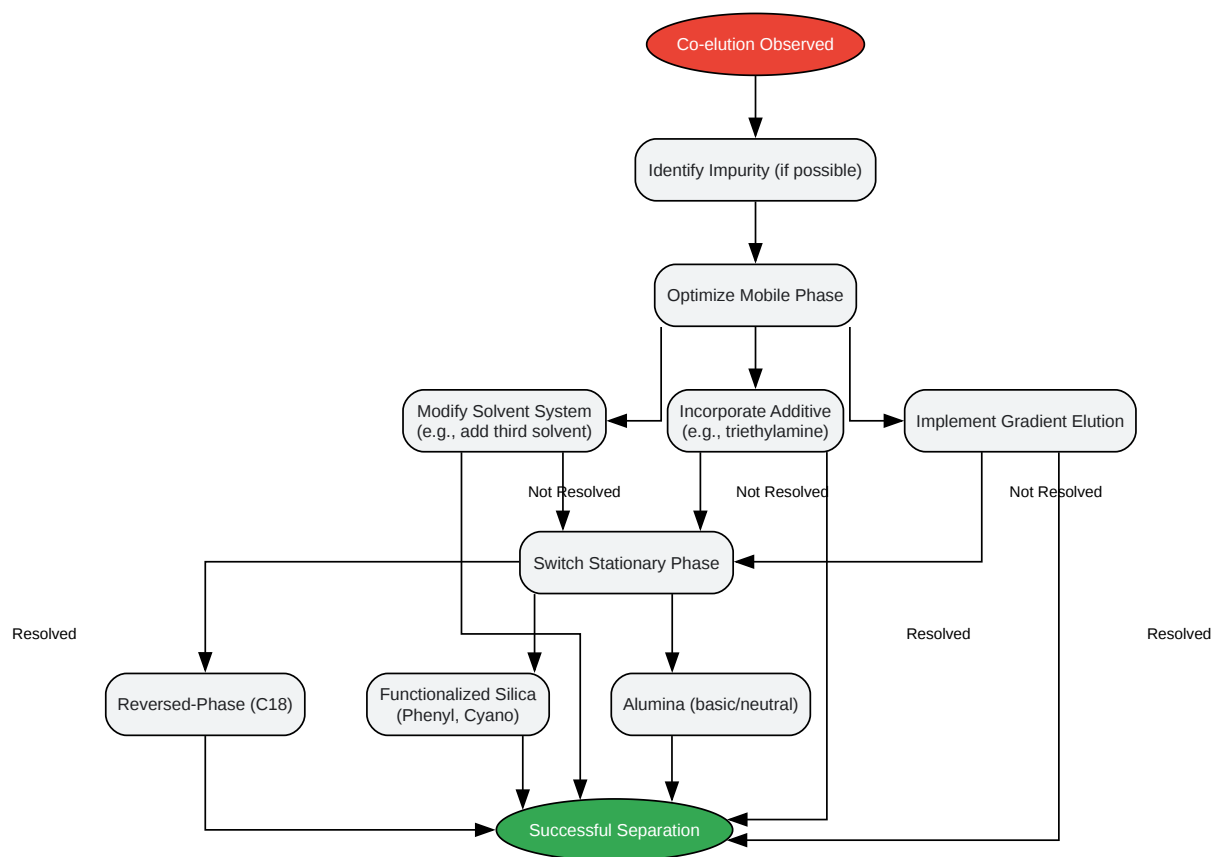 Co-elution Observed
Identify Impurity (if possible)
Optimize Mobile Phase
Modify Solvent System
(e.g., add third solvent)
Incorporate Additive
(e.g., triethylamine)
Implement Gradient Elution
Not Resolved
Not Resolved
Not Resolved
Switch Stationary Phase
Resolved
Resolved
Resolved
Reversed-Phase (C18)
Functionalized Silica
(Phenyl, Cyano)
Alumina (basic/neutral)
Successful Separation